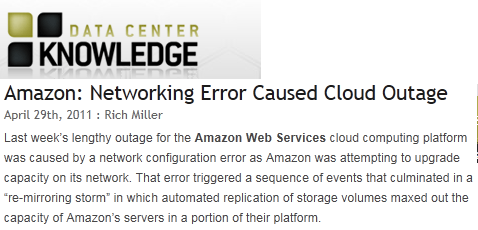 DATA CENTER
KNOWLEDGE
Amazon: Networking Error Caused Cloud Outage
April 29th, 2011 : Rich Miller
Last week’s lengthy outage for the Amazon Web Services cloud computing platform
was caused by a network configuration error as Amazon was attempting to upgrade
capacity on its network. That error triggered a sequence of events that culminated in a
“re-mirroring storm” in which automated replication of storage volumes maxed out the
capacity of Amazon’s servers in a portion of their platform.